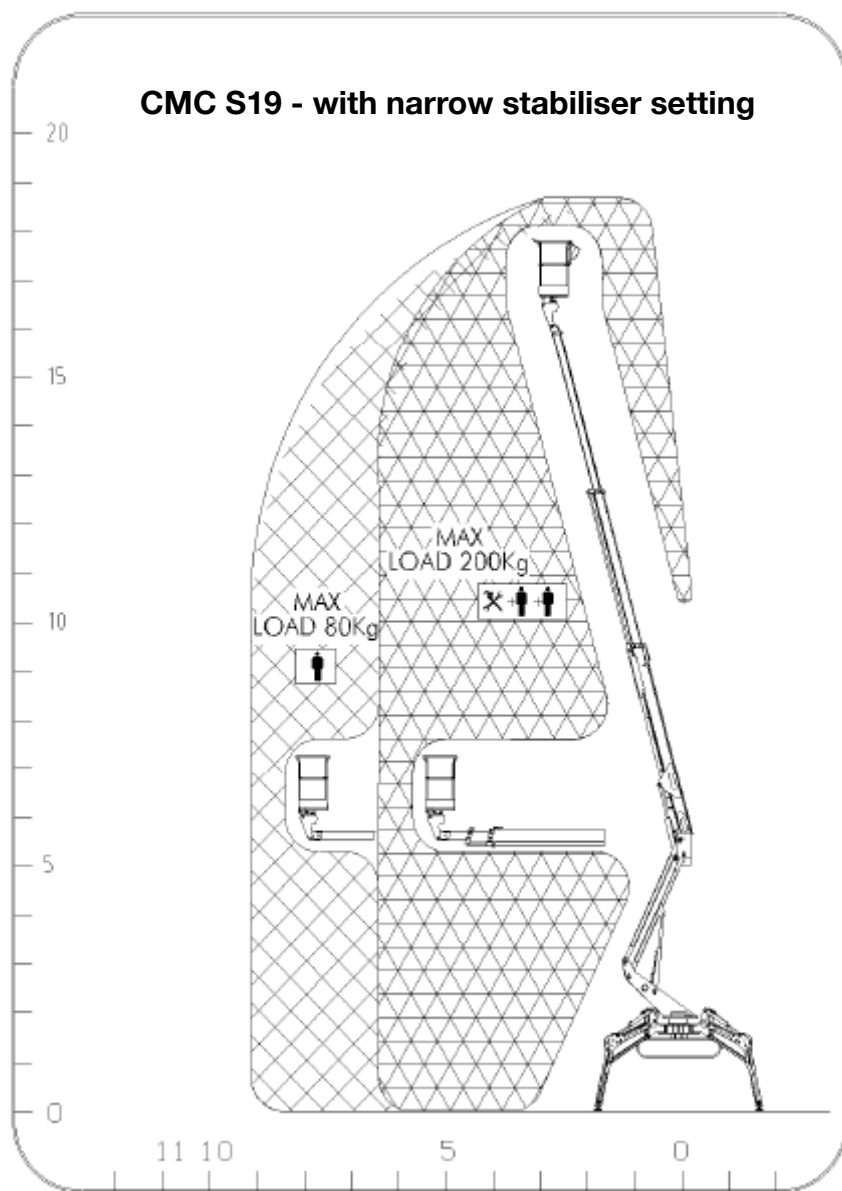 CMC S19 - with narrow stabiliser setting
20
15
MAX
LOAD 200Kg
10
MAX
LOAD 80Kg
5
0
11 10 5 0